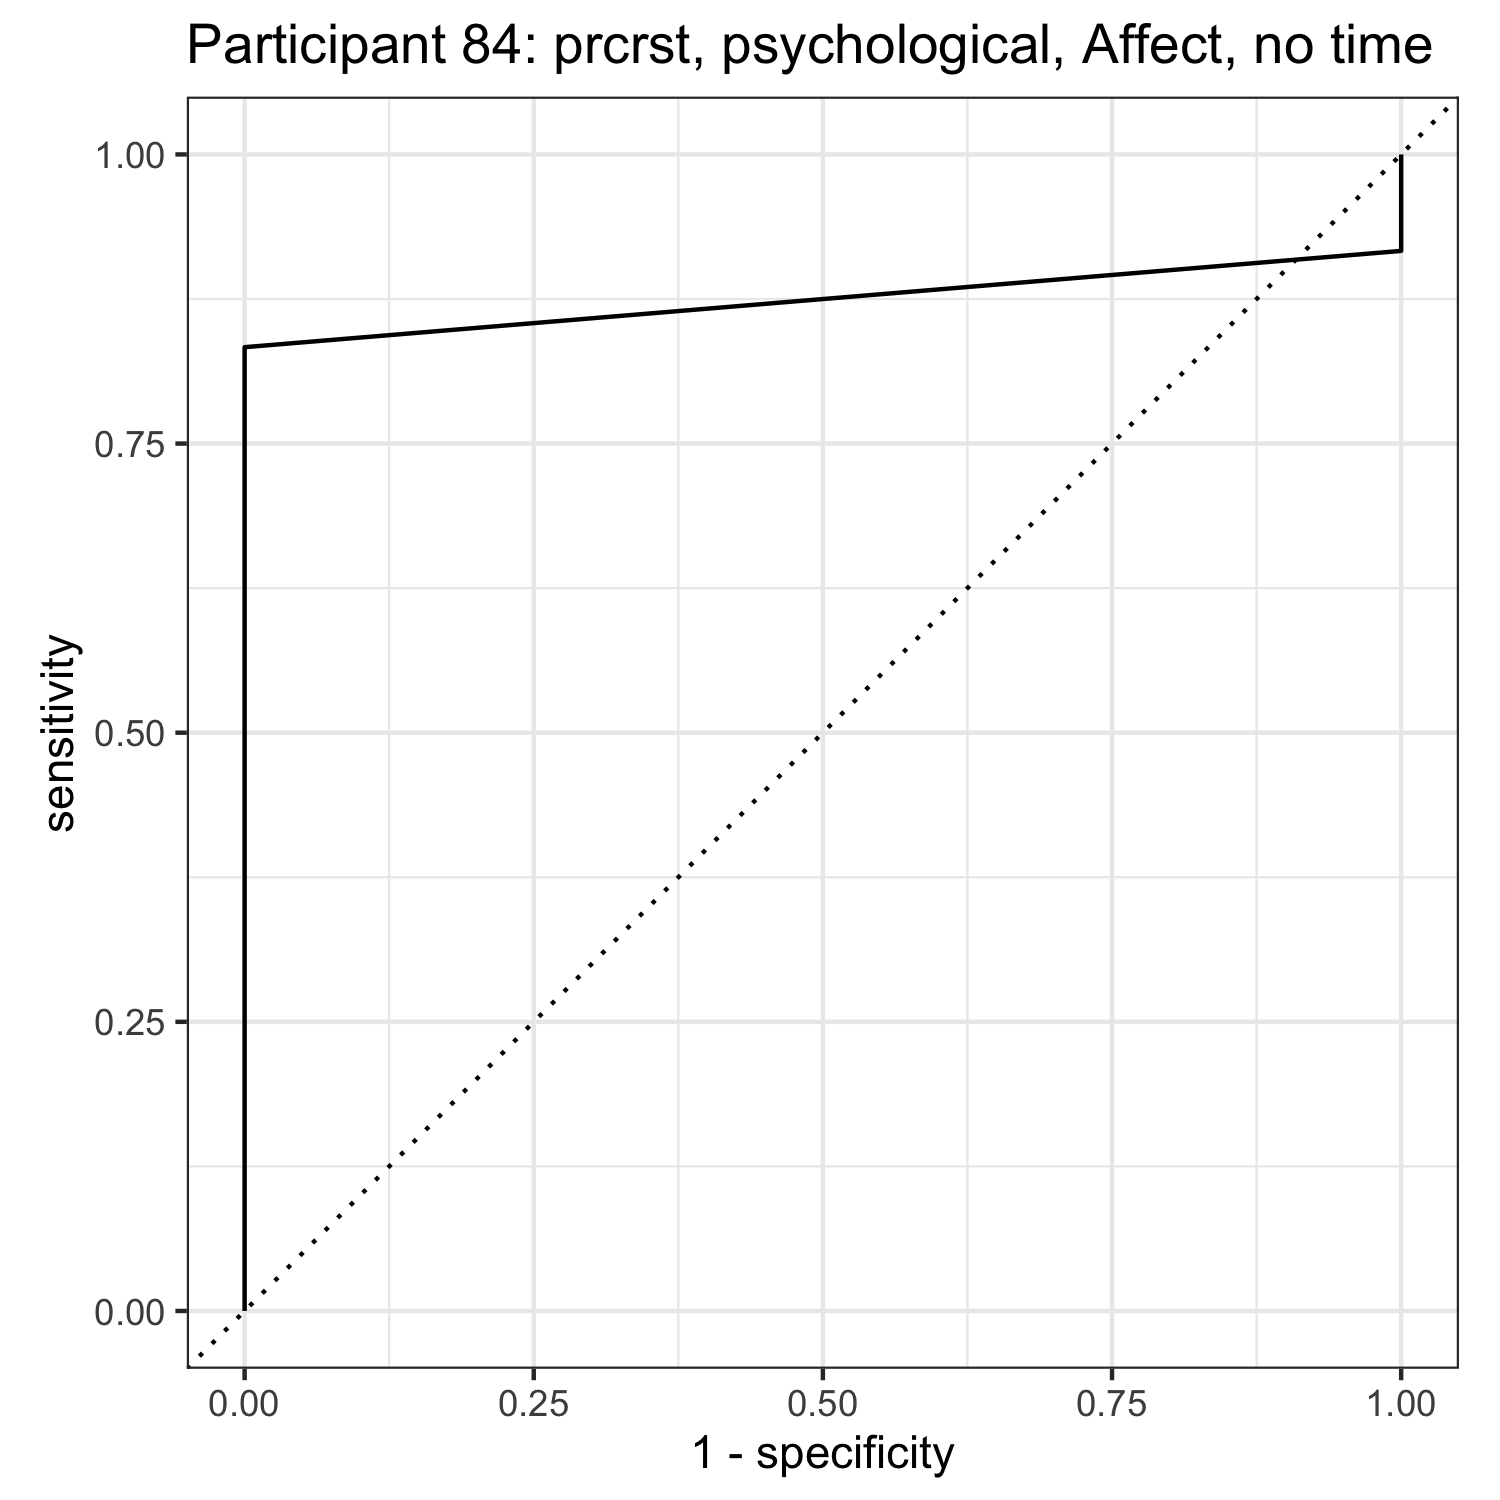 Participant 84: prcrst, psychological, Affect, no time
1.00
0.75
0.50
0.25
0.00
sensitivity
0.00 0.25 0.50 0.75 1.00
1 - specificity